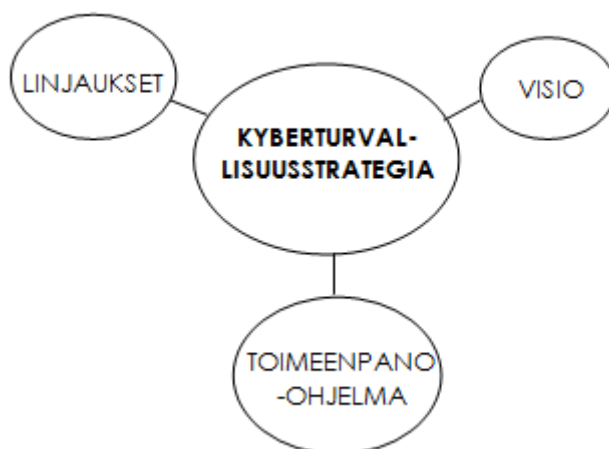 LINJAUKSET
VISIO
KYBERTURVAL-
LISUUSSTRATEGIA
TOIMEENPANO
-OHJELMA